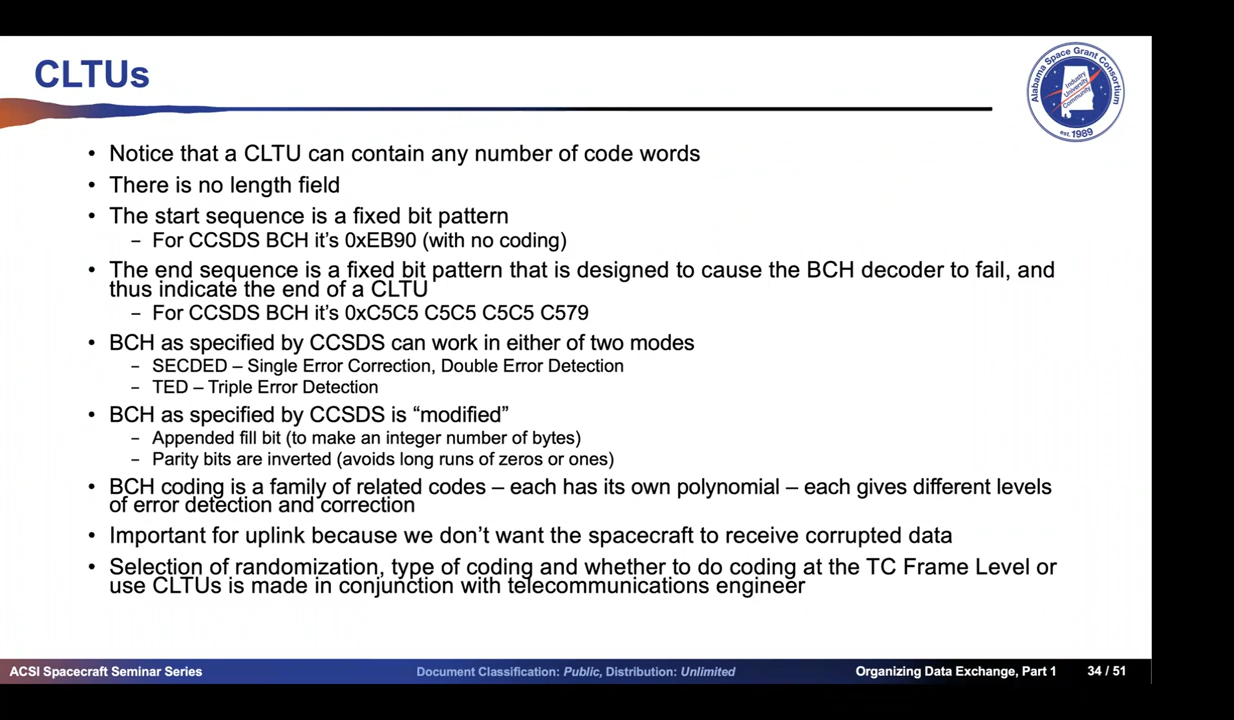 CLTUs
Alabama Space Grant Consortium
Industry
University
Community
est. 1989
• Notice that a CLTU can contain any number of code words
• There is no length field
• The start sequence is a fixed bit pattern
– For CCSDS BCH it's 0xEB90 (with no coding)
• The end sequence is a fixed bit pattern that is designed to cause the BCH decoder to fail, and
thus indicate the end of a CLTU
– For CCSDS BCH it's 0xC5C5 C5C5 C5C5 C579
• BCH as specified by CCSDS can work in either of two modes
– SECDED – Single Error Correction, Double Error Detection
– TED – Triple Error Detection
• BCH as specified by CCSDS is “modified”
– Appended fill bit (to make an integer number of bytes)
– Parity bits are inverted (avoids long runs of zeros or ones)
• BCH coding is a family of related codes – each has its own polynomial – each gives different levels
of error detection and correction
• Important for uplink because we don't want the spacecraft to receive corrupted data
• Selection of randomization, type of coding and whether to do coding at the TC Frame Level or
use CLTUs is made in conjunction with telecommunications engineer
ACSI Spacecraft Seminar Series
Document Classification: Public, Distribution: Unlimited
Organizing Data Exchange, Part 1
34 / 51